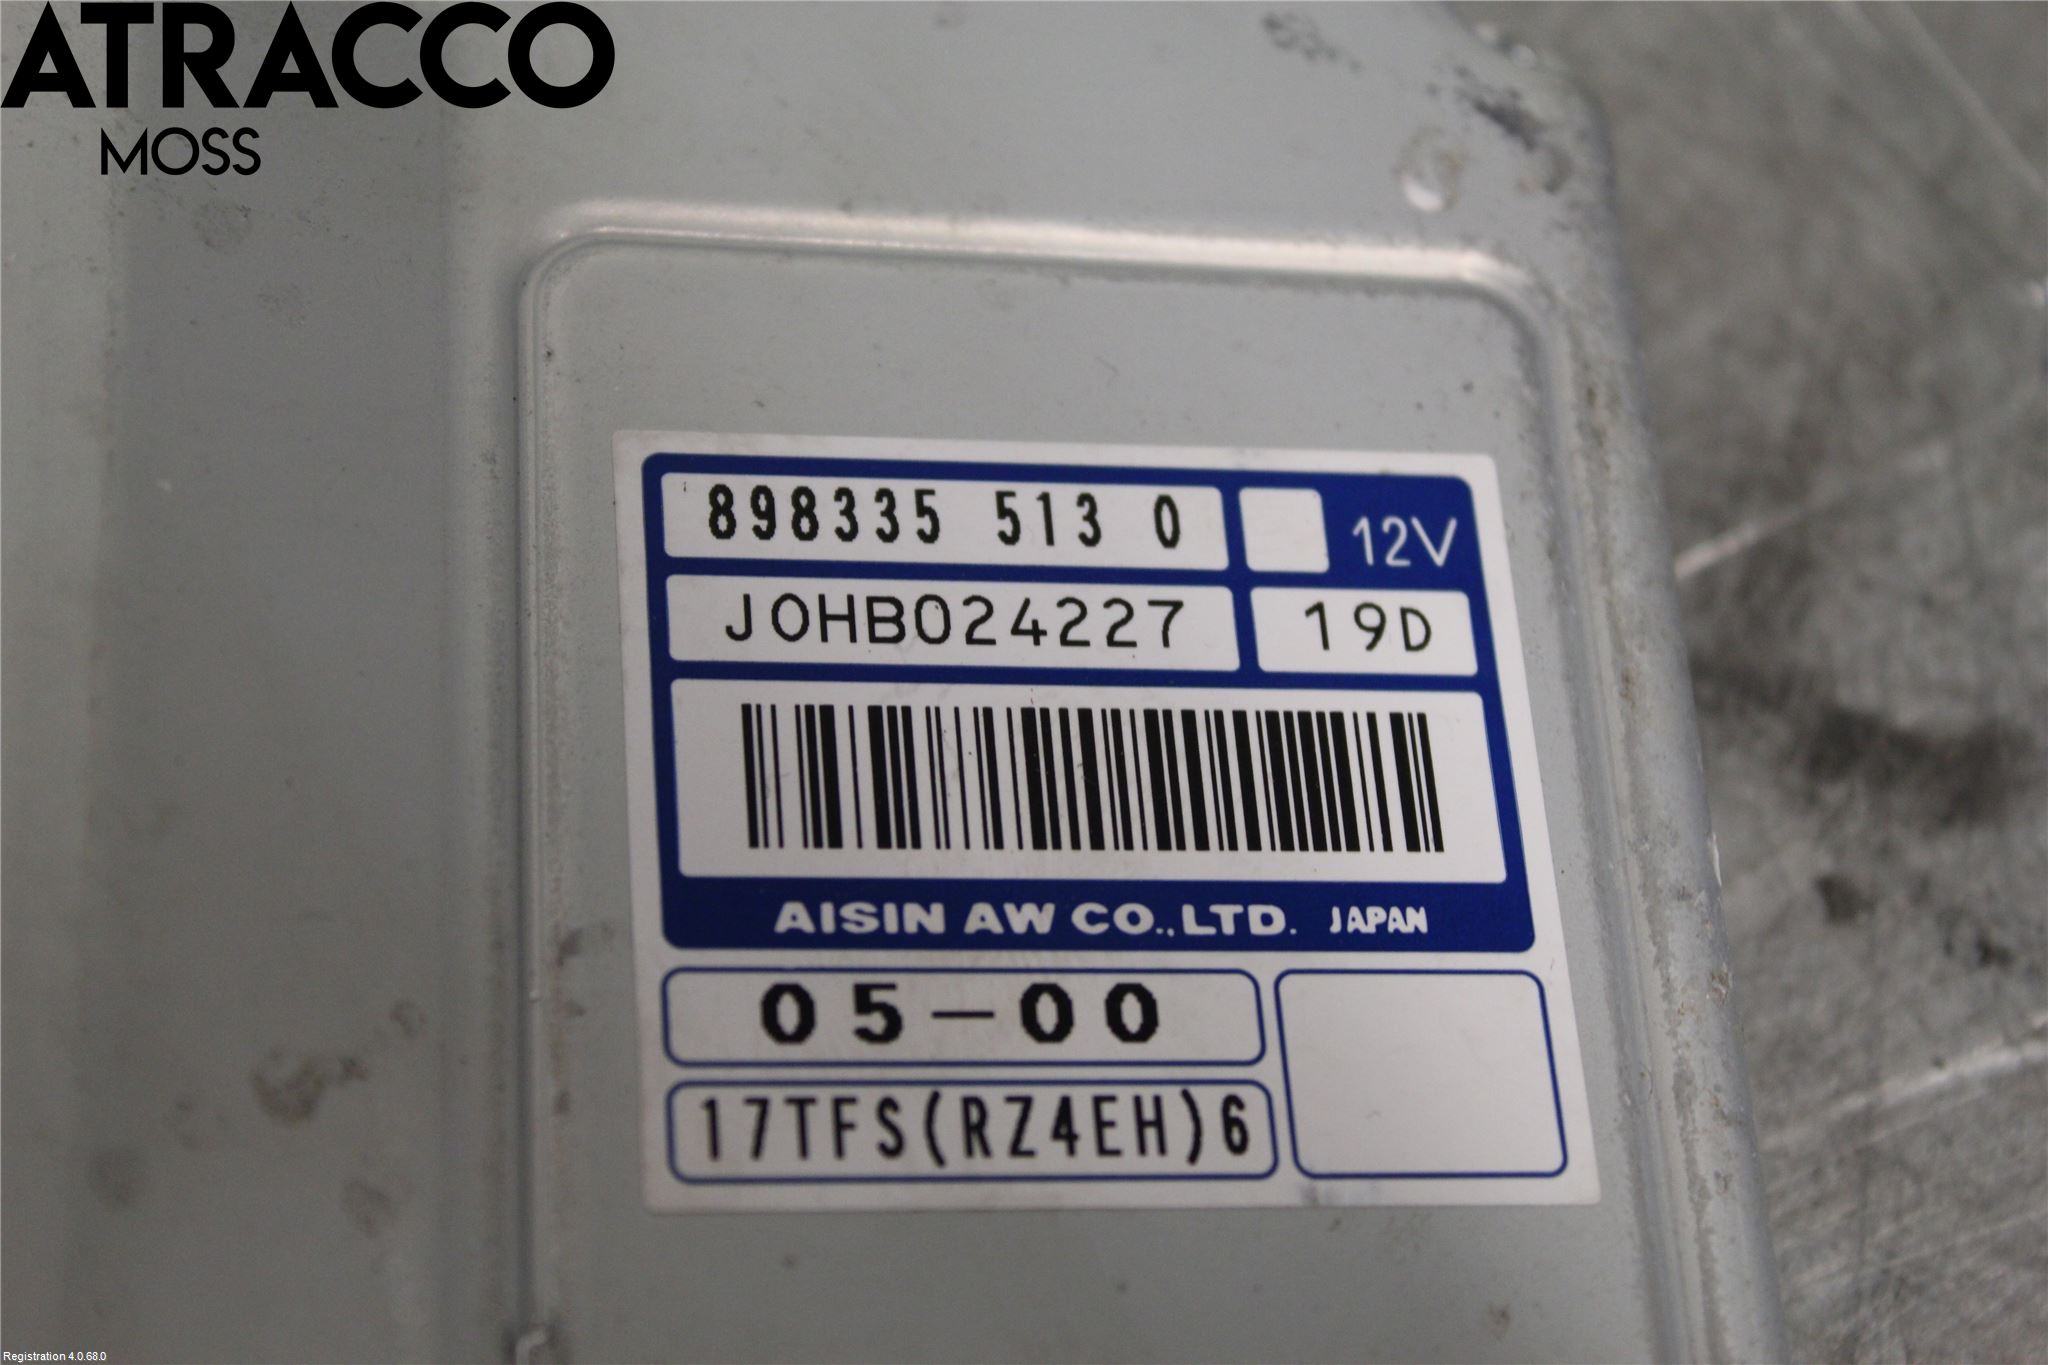 ATRACCO
MOSS
898335 513 0
12V
J0HB024227
19D
AISIN AW CO.,LTD. JAPAN
05-00
17TFS(RZ4EH)6
Registration 4.0.68.0